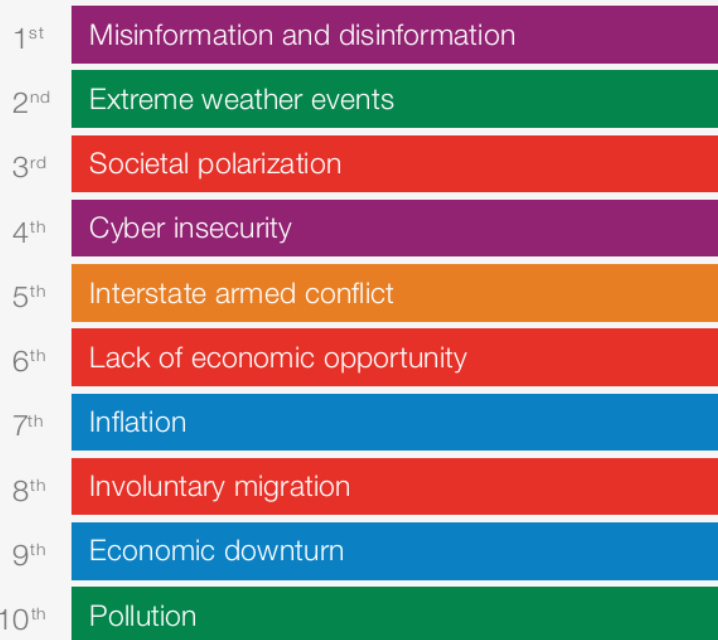 1st Misinformation and disinformation
2nd Extreme weather events
3rd Societal polarization
4th Cyber insecurity
5th Interstate armed conflict
6th Lack of economic opportunity
7th Inflation
8th Involuntary migration
9th Economic downturn
10th Pollution